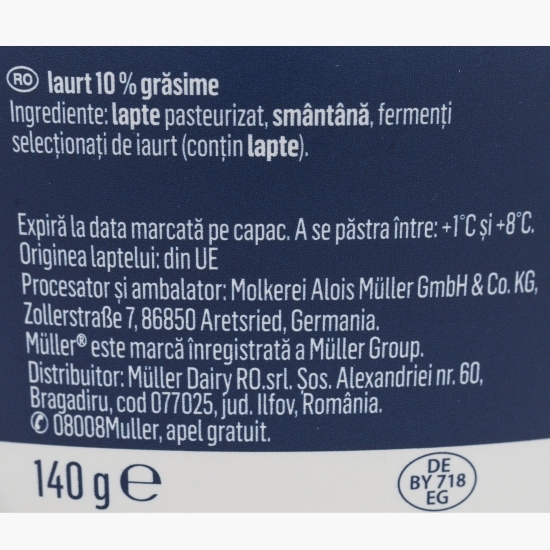 RO Iaurt 10 % grăsime
Ingrediente: lapte pasteurizat, smântână, fermenți
selecționați de iaurt (conțin lapte).
Expiră la data marcată pe capac. A se păstra între: +1°C și +8°C.
Originea laptelui: din UE
Procesator și ambalator: Molkerei Alois Müller GmbH & Co. KG,
Zollerstraße 7, 86850 Aretsried, Germania.
Müller® este marcă înregistrată a Müller Group.
Distribuitor: Müller Dairy RO.srl. Șos. Alexandriei nr. 60,
Bragadiru, cod 077025, jud. Ilfov, România.
✆ 08008Muller, apel gratuit.
140 g ℮
DE
BY 718
EG